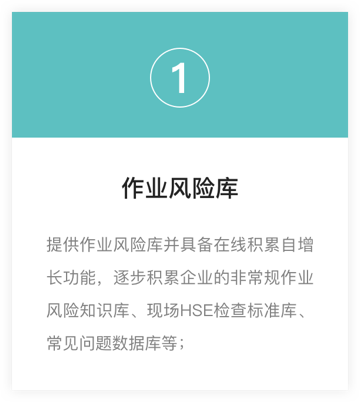 1
作业风险库
提供作业风险库并具备在线积累自增
长功能，逐步积累企业的非常规作业
风险知识库、现场HSE检查标准库、
常见问题数据库等；